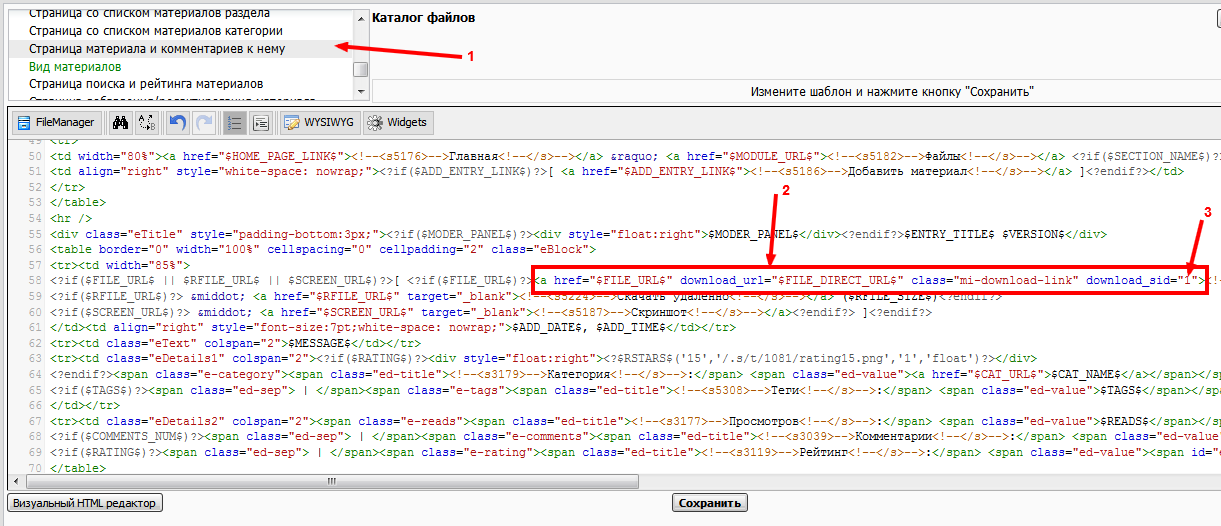 Страница со списком материалов раздела
Каталог файлов
Страница со списком материалов категории
Страница материала и комментариев к нему
1
Вид материалов
Страница поиска и рейтинга материалов
Измените шаблон и нажмите кнопку "Сохранить"
FileManager
WYSIWYG
Widgets
49 <tr>
50 <td width="80%"><a href="$HOME_PAGE_LINK$"><!--<s5176>-->Главная<!--</s>--></a> &raquo; <a href="$MODULE_URL$"><!--<s5182>-->Файлы<!--</s>--></a> <?if($SECTION_NAME$)?
51 <td align="right" style="white-space: nowrap;"><?if($ADD_ENTRY_LINK$)?>[ <a href="$ADD_ENTRY_LINK$"><!--<s5186>-->Добавить материал<!--</s>--></a> ]<?endif?></td>
52 </tr>
2
53 </table>
3
54 <hr />
55 <div class="eTitle" style="padding-bottom:3px;"><?if($MODER_PANEL$)?><div style="float:right">$MODER_PANEL$</div><?endif?>$ENTRY_TITLE$ $VERSION$</div>
56 <table border="0" width="100%" cellspacing="0" cellpadding="2" class="eBlock">
57 <tr><td width="85%">
58 <?if($FILE_URL$ || $RFILE_URL$ || $SCREEN_URL$)?>[ <?if($FILE_URL$)?><a href="$FILE_URL$" download_url="$FILE_DIRECT_URL$" class="mi-download-link" download_sid="1"><!-
59 <?if($RFILE_URL$)?> &middot; <a href="$RFILE_URL$" target="_blank"><!--<s5224>-->Скачать удаленно<!--</s>--></a> ($RFILE_SIZE$)<?endif?>
60 <?if($SCREEN_URL$)?> &middot; <a href="$SCREEN_URL$" target="_blank"><!--<s5187>-->Скриншот<!--</s>--></a><?endif?> ]<?endif?>
61 </td><td align="right" style="font-size:7pt;white-space: nowrap;">$ADD_DATE$, $ADD_TIME$</td></tr>
62 <tr><td class="eText" colspan="2">$MESSAGE$</td></tr>
63 <tr><td class="eDetails1" colspan="2"><?if($RATING$)?><div style="float:right"><?$RSTARS$('15','/.s/t/1081/rating15.png','1','float')?></div>
64 <?endif?><span class="e-category"><span class="ed-title"><!--<s3179>-->Категория<!--</s>-->:</span> <span class="ed-value"><a href="$CAT_URL$">$CAT_NAME$</a></span></sp
65 <?if($TAGS$)?><span class="ed-sep"> | </span><span class="e-tags"><span class="ed-title"><!--<s5308>-->Теги<!--</s>-->:</span> <span class="ed-value">$TAGS$</span></span
66 </td></tr>
67 <tr><td class="eDetails2" colspan="2"><span class="e-reads"><span class="ed-title"><!--<s3177>-->Просмотров<!--</s>-->:</span> <span class="ed-value">$READS$</span></s
68 <?if($COMMENTS_NUM$)?><span class="ed-sep"> | </span><span class="e-comments"><span class="ed-title"><!--<s3039>-->Комментарии<!--</s>-->:</span> <span class="ed-value
69 <?if($RATING$)?><span class="ed-sep"> | </span><span class="e-rating"><span class="ed-title"><!--<s3119>-->Рейтинг<!--</s>-->:</span> <span class="ed-value"><span id="e
70 </table>
Визуальный HTML редактор
Сохранить